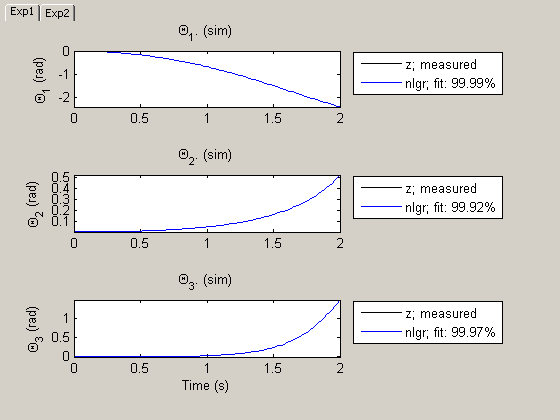 Exp1 Exp2
Θ1. (sim)
0
-1
-2
Θ1 (rad)
0 0.5 1 1.5 2
z; measured
nlgr; fit: 99.99%
Θ2. (sim)
0.5
0.4
0.3
0.2
0.1
Θ2 (rad)
0 0.5 1 1.5 2
z; measured
nlgr; fit: 99.92%
Θ3. (sim)
1
0.5
0
Θ3 (rad)
0 0.5 1 1.5 2
Time (s)
z; measured
nlgr; fit: 99.97%